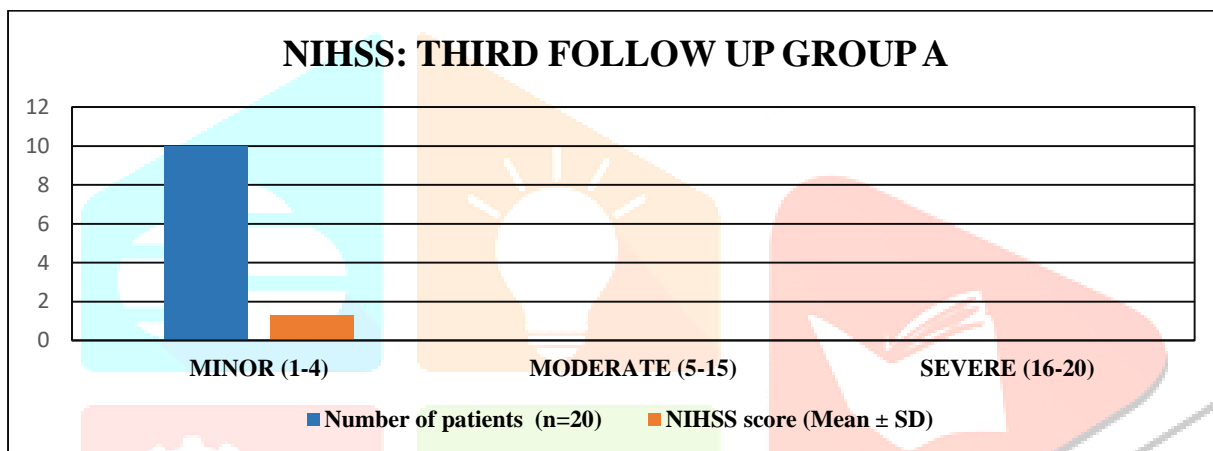 NIHSS: THIRD FOLLOW UP GROUP A
12
10
8
6
4
2
0
MINOR (1-4) MODERATE (5-15) SEVERE (16-20)
Number of patients (n=20) NIHSS score (Mean ± SD)